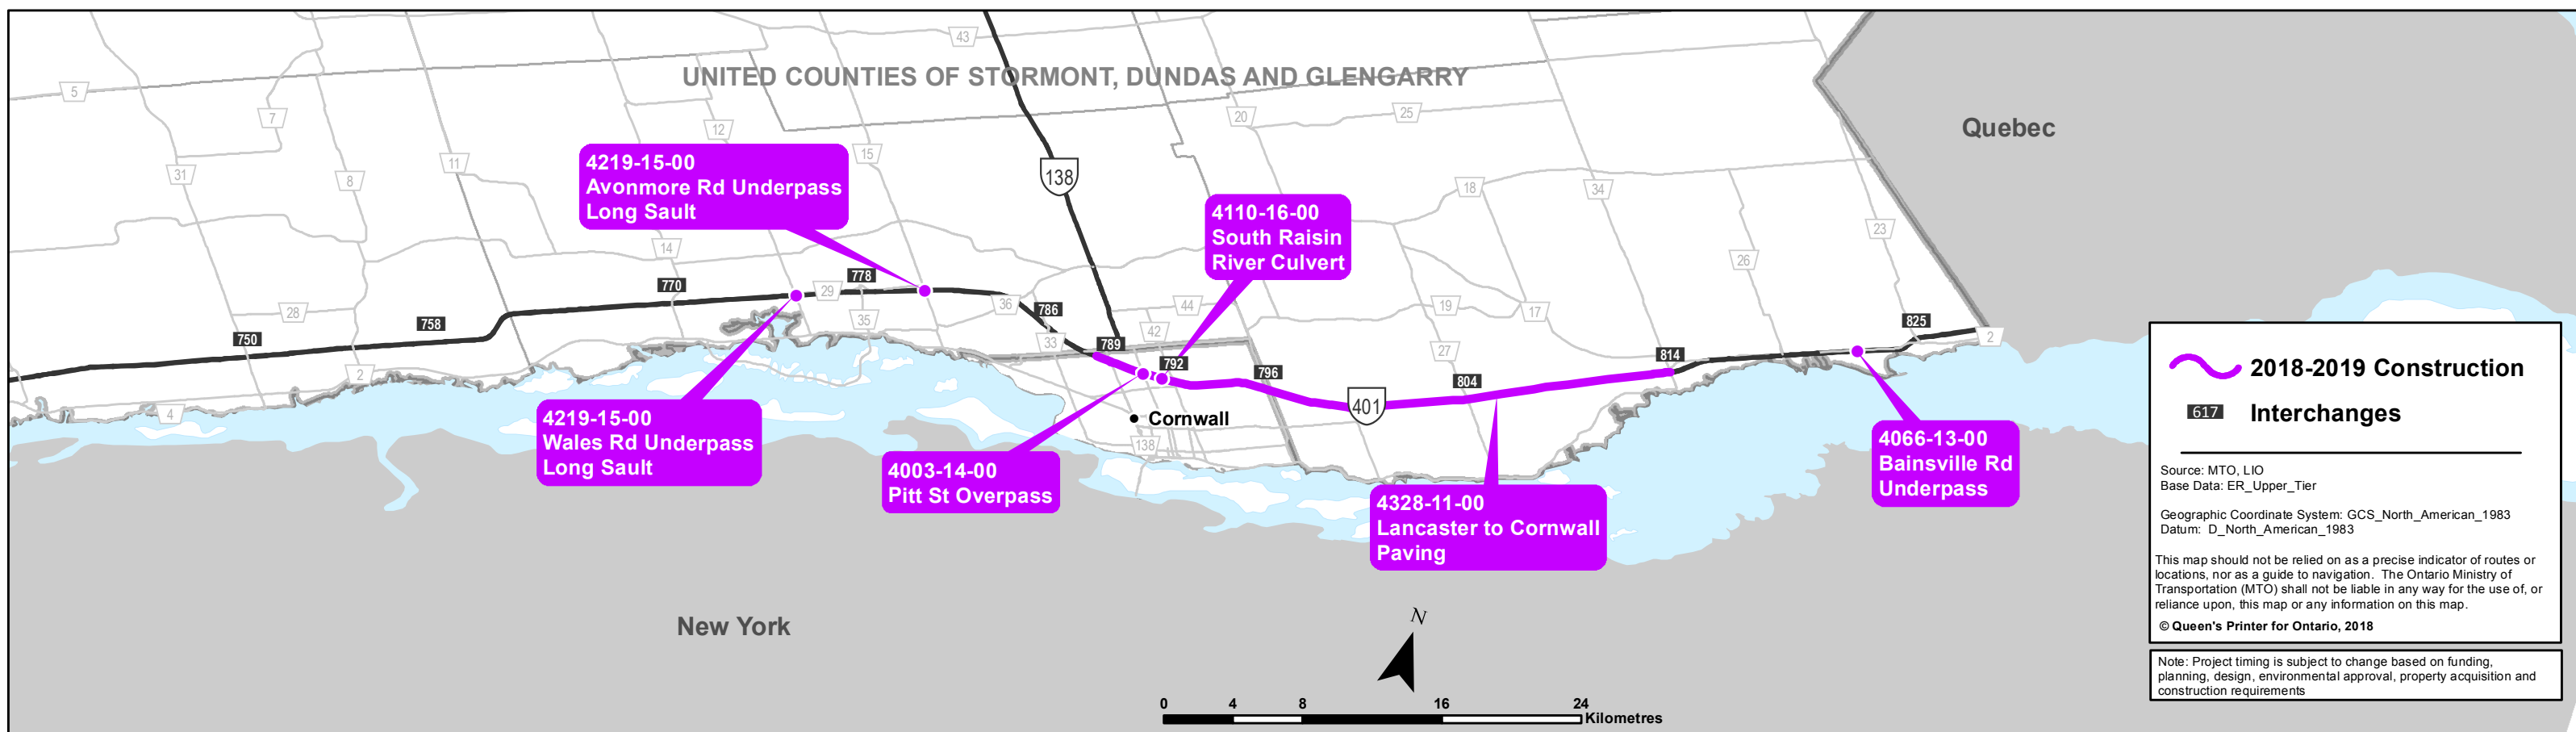 43
UNITED COUNTIES OF STORMONT, DUNDAS AND GLENGARRY
5
7
12
20
25
Quebec
31
8
11
15
138
18
34
4219-15-00
Avonmore Rd Underpass
Long Sault
4110-16-00
South Raisin
River Culvert
14
23
26
770
29
778
36
786
44
19
17
28
35
33
42
27
825
2
750
758
789
792
796
804
814
2
4
401
Cornwall
138
4219-15-00
Wales Rd Underpass
Long Sault
4003-14-00
Pitt St Overpass
4328-11-00
Lancaster to Cornwall
Paving
4066-13-00
Bainsville Rd
Underpass
New York
N
0 4 8 16 24
Kilometres
2018-2019 Construction
617 Interchanges
Source: MTO, LIO
Base Data: ER_Upper_Tier
Geographic Coordinate System: GCS_North_American_1983
Datum: D_North_American_1983
This map should not be relied on as a precise indicator of routes or
locations, nor as a guide to navigation. The Ontario Ministry of
Transportation (MTO) shall not be liable in any way for the use of, or
reliance upon, this map or any information on this map.
© Queen's Printer for Ontario, 2018
Note: Project timing is subject to change based on funding,
planning, design, environmental approval, property acquisition and
construction requirements